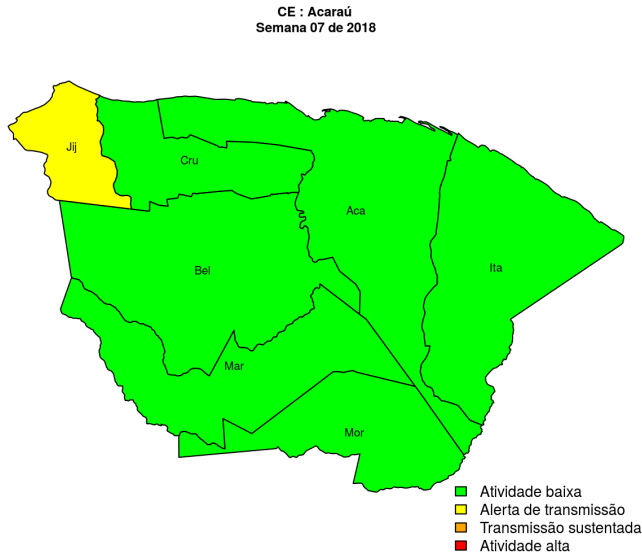 CE : Acaraú
Semana 07 de 2018
Jij
Cru
Aca
Bel
Ita
Mar
Mor
Atividade baixa
Alerta de transmissão
Transmissão sustentada
Atividade alta